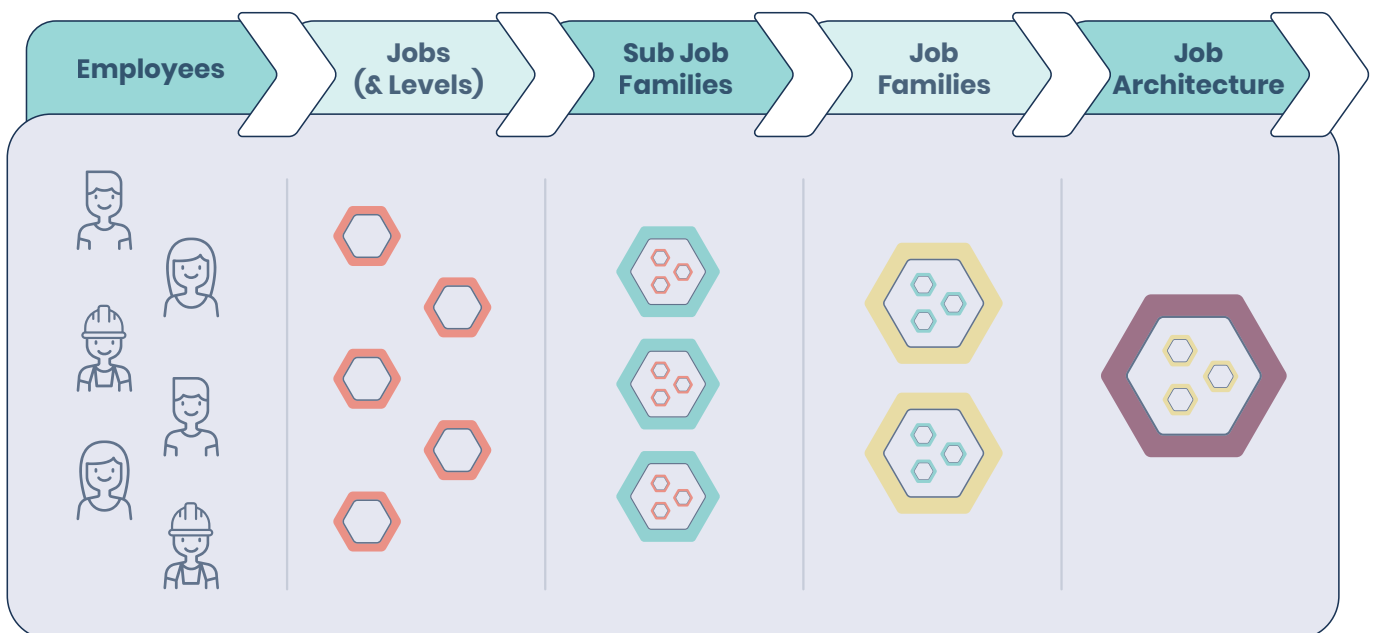 Employees
Jobs
(& Levels)
Sub Job
Families
Job
Families
Job
Architecture